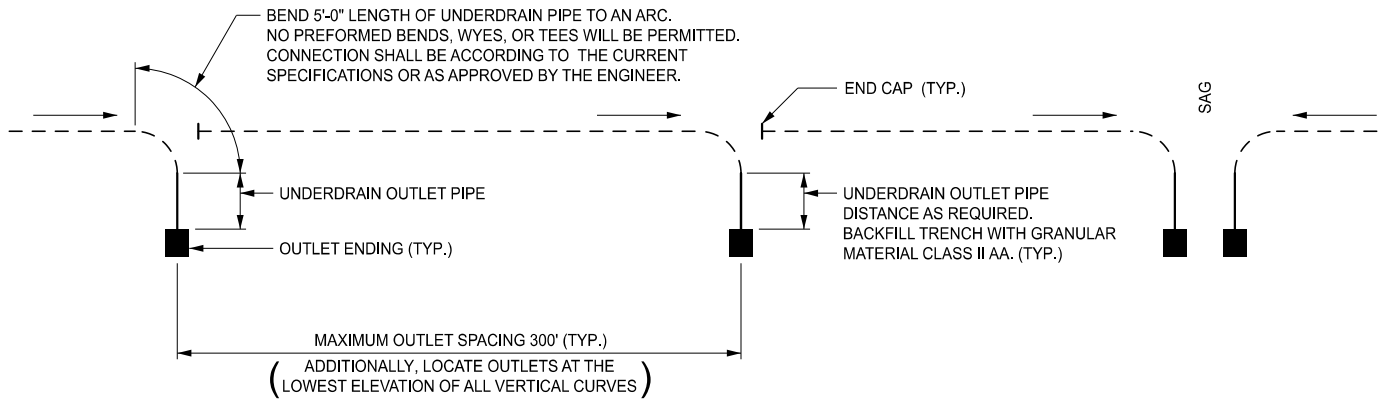 BEND 5'-0" LENGTH OF UNDERDRAIN PIPE TO AN ARC.
NO PREFORMED BENDS, WYES, OR TEES WILL BE PERMITTED.
CONNECTION SHALL BE ACCORDING TO THE CURRENT
SPECIFICATIONS OR AS APPROVED BY THE ENGINEER.
END CAP (TYP.)
SAG
UNDERDRAIN OUTLET PIPE
OUTLET ENDING (TYP.)
UNDERDRAIN OUTLET PIPE
DISTANCE AS REQUIRED.
BACKFILL TRENCH WITH GRANULAR
MATERIAL CLASS II AA. (TYP.)
MAXIMUM OUTLET SPACING 300' (TYP.)
(ADDITIONALLY, LOCATE OUTLETS AT THE
LOWEST ELEVATION OF ALL VERTICAL CURVES)